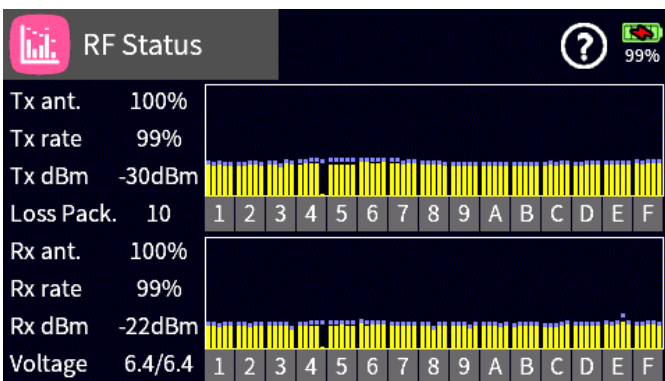 RF Status
?
99%
Tx ant. 100%
Tx rate 99%
Tx dBm -30dBm
Loss Pack. 10
1 2 3 4 5 6 7 8 9 A B C D E F
Rx ant. 100%
Rx rate 99%
Rx dBm -22dBm
Voltage 6.4/6.4
1 2 3 4 5 6 7 8 9 A B C D E F